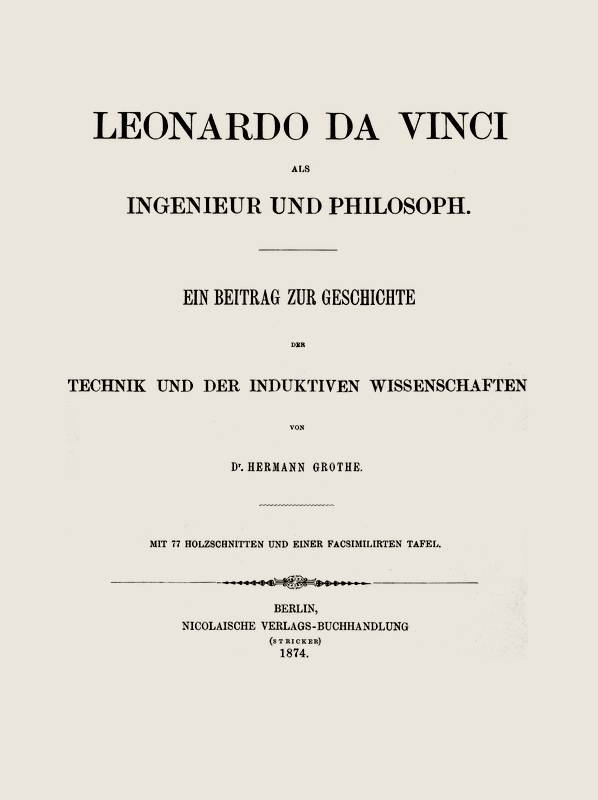 LEONARDO DA VINCI
ALS
INGENIEUR UND PHILOSOPH.
EIN BEITRAG ZUR GESCHICHTE
DER
TECHNIK UND DER INDUKTIVEN WISSENSCHAFTEN
VON
Dr. HERMANN GROTHE.
MIT 77 HOLZSCHNITTEN UND EINER FACSIMILIRTEN TAFEL.
BERLIN,
NICOLAISCHE VERLAGS-BUCHHANDLUNG
(STRICKER)
1874.